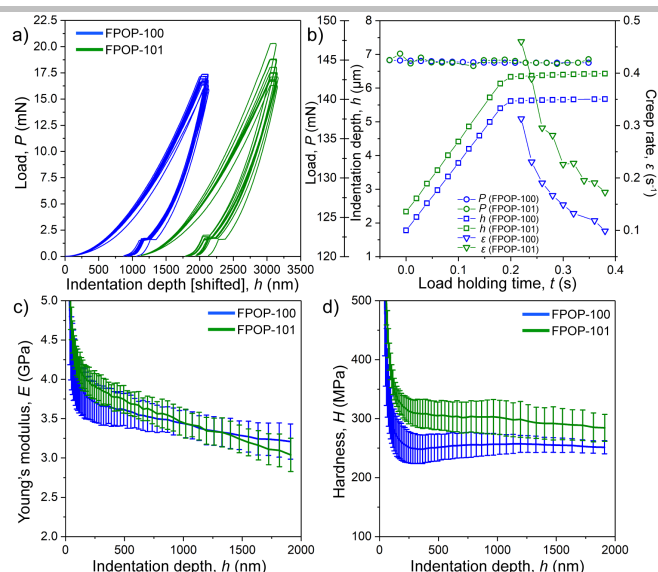 a)
FPOP-100
FPOP-101
22.5
20.0
17.5
15.0
12.5
10.0
7.5
5.0
2.5
0.0
Load, P (mN)
0 500 1000 1500 2000 2500 3000 3500
Indentation depth [shifted], h (nm)
b)
150
145
140
135
130
125
120
Load, P (mN)
8
7
6
5
4
3
2
1
Indentation depth, h (µm)
0.5
0.4
0.3
0.2
0.1
Creep rate, ε (s⁻¹)
P (FPOP-100)
P (FPOP-101)
h (FPOP-100)
h (FPOP-101)
ε (FPOP-100)
ε (FPOP-101)
0.0 0.1 0.2 0.3 0.4
Load holding time, t (s)
c)
FPOP-100
FPOP-101
5.0
4.5
4.0
3.5
3.0
2.5
2.0
Young's modulus, E (GPa)
0 500 1000 1500 2000
Indentation depth, h (nm)
d)
FPOP-100
FPOP-101
500
400
300
200
100
Hardness, H (MPa)
0 500 1000 1500 2000
Indentation depth, h (nm)